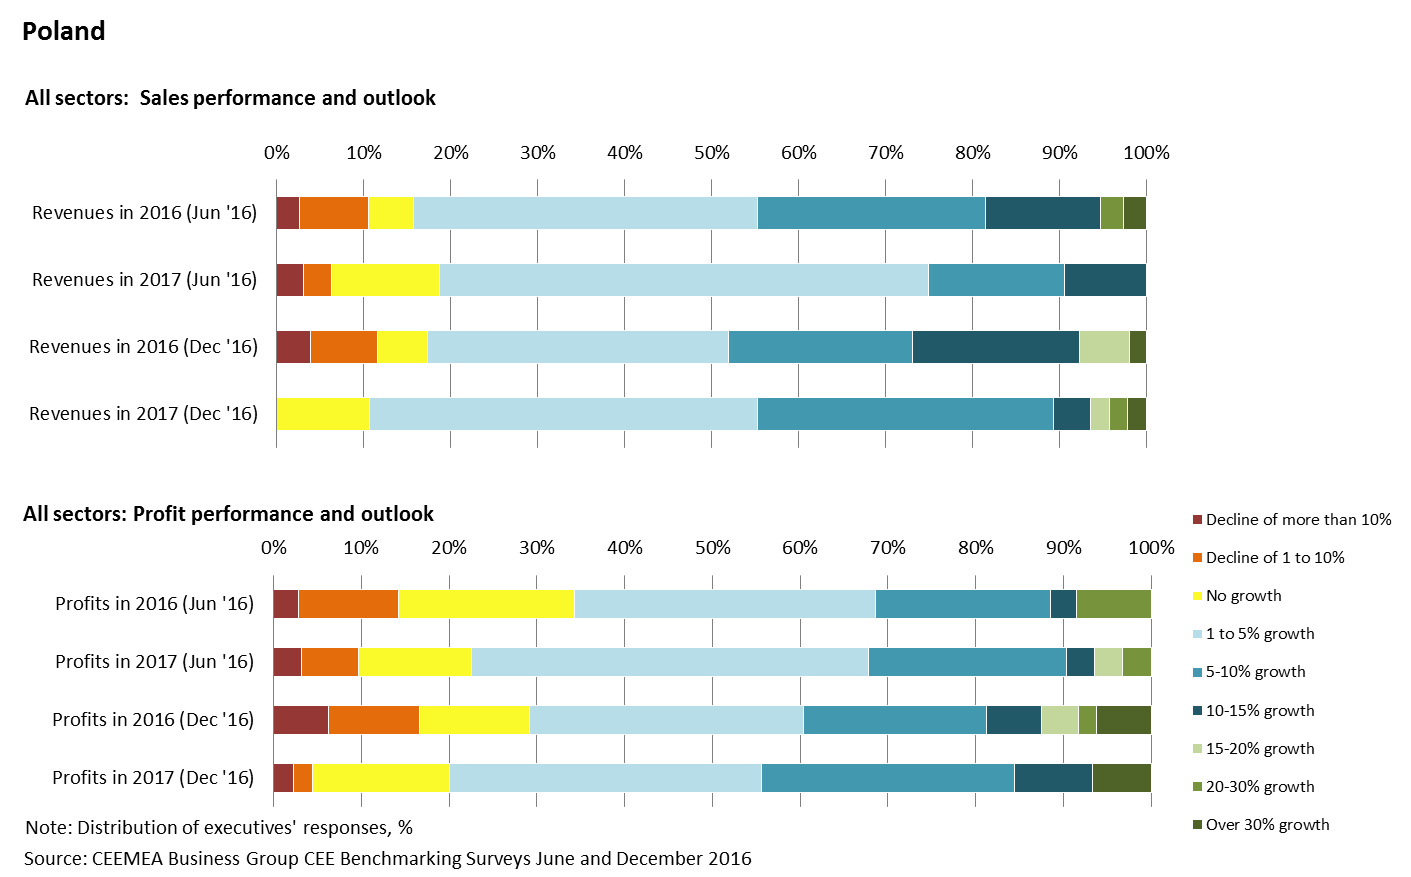 Poland
All sectors:  Sales performance and outlook
0% 10% 20% 30% 40% 50% 60% 70% 80% 90% 100%
Revenues in 2016 (Jun '16)
Revenues in 2017 (Jun '16)
Revenues in 2016 (Dec '16)
Revenues in 2017 (Dec '16)
All sectors: Profit performance and outlook
0% 10% 20% 30% 40% 50% 60% 70% 80% 90% 100%
Profits in 2016 (Jun '16)
Profits in 2017 (Jun '16)
Profits in 2016 (Dec '16)
Profits in 2017 (Dec '16)
Decline of more than 10%
Decline of 1 to 10%
No growth
1 to 5% growth
5-10% growth
10-15% growth
15-20% growth
20-30% growth
Over 30% growth
Note: Distribution of executives' responses, %
Source: CEEMEA Business Group CEE Benchmarking Surveys June and December 2016